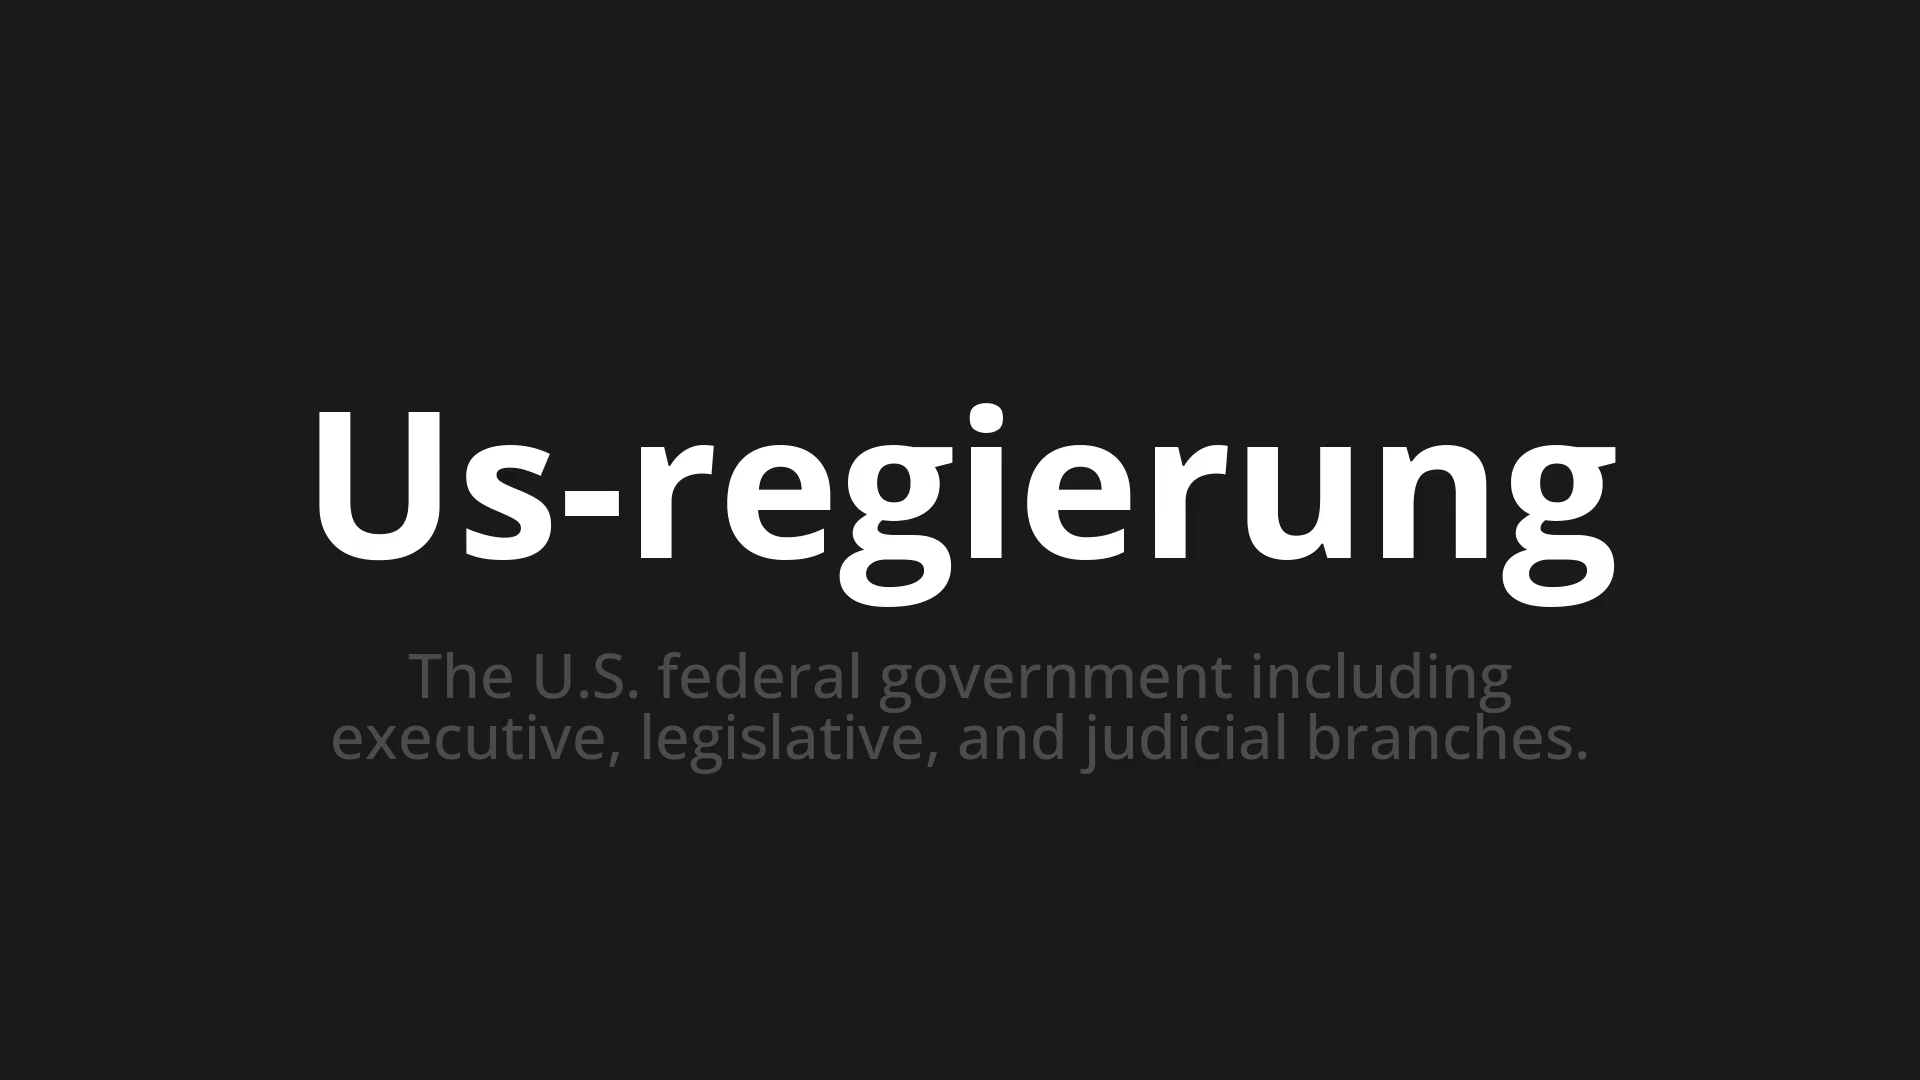 Us-regierung
The U.S. federal government including
executive, legislative, and judicial branches.